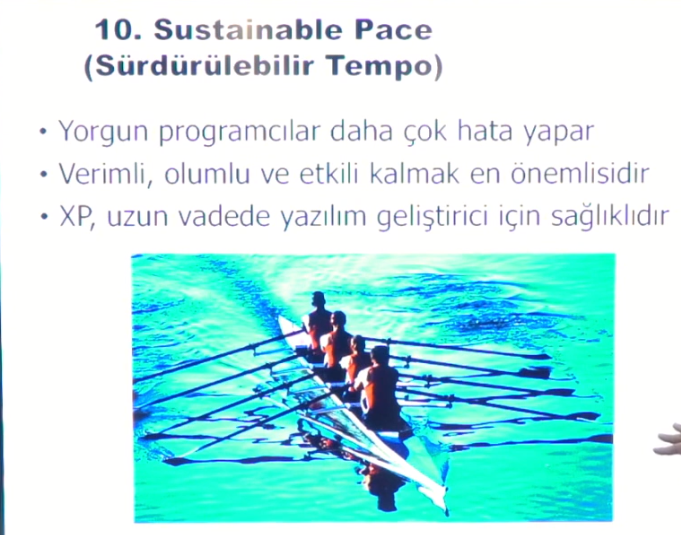 10. Sustainable Pace
(Sürdürülebilir Tempo)
• Yorgun programcılar daha çok hata yapar
• Verimli, olumlu ve etkili kalmak en önemlisidir
• XP, uzun vadede yazılım geliştirici için sağlıklıdır